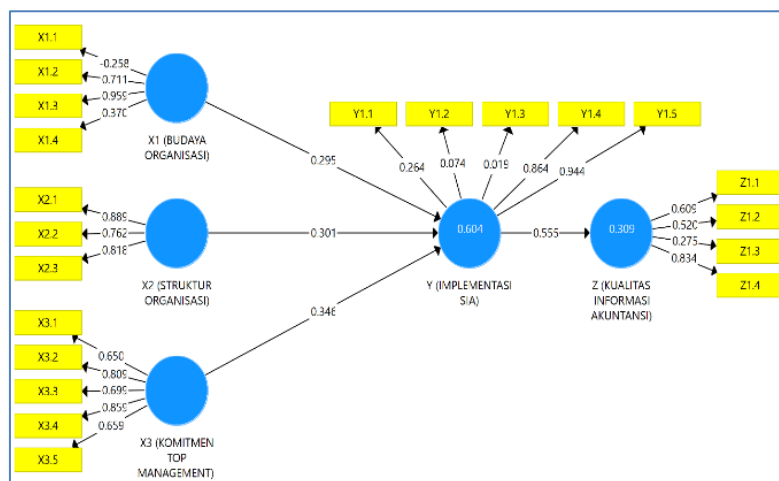 X1.1
X1.2
X1.3
X1.4
-0.258
0.711
0.959
0.370
X1 (BUDAYA
ORGANISASI)
0.295
X2.1
X2.2
X2.3
0.889
0.762
0.818
X2 (STRUKTUR
ORGANISASI)
0.301
X3.1
X3.2
X3.3
X3.4
X3.5
0.650
0.809
0.699
0.859
0.659
X3 (KOMITMEN
TOP
MANAGEMENT)
0.346
Y1.1
Y1.2
Y1.3
Y1.4
Y1.5
0.264
0.074
0.019
0.864
0.944
0.604
Y (IMPLEMENTASI
SIA)
0.555
0.309
Z (KUALITAS
INFORMASI
AKUNTANSI)
0.609
0.520
0.275
0.834
Z1.1
Z1.2
Z1.3
Z1.4